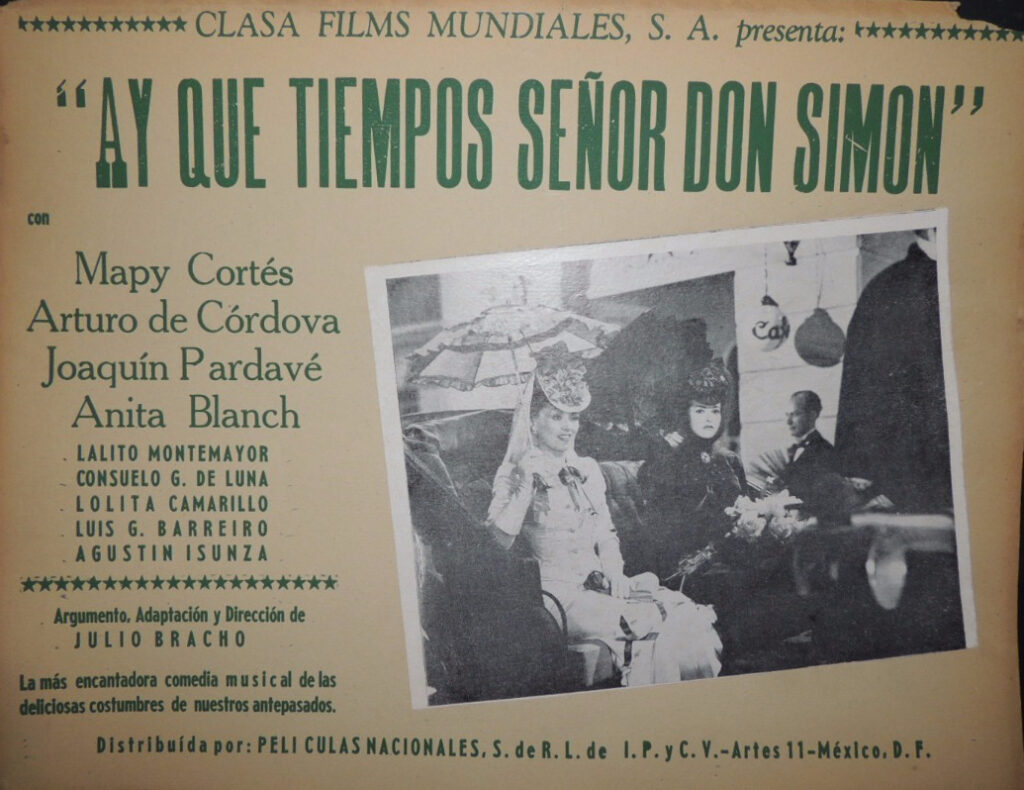 CLASA FILMS MUNDIALES, S. A. presenta:
"AY QUE TIEMPOS SEÑOR DON SIMON"
con
Mapy Cortés
Arturo de Córdova
Joaquín Pardavé
Anita Blanch
LALITO MONTEMAYOR
CONSUELO G. DE LUNA
LOLITA CAMARILLO
LUIS G. BARREIRO
AGUSTIN ISUNZA
Argumento, Adaptación y Dirección de
JULIO BRACHO
La más encantadora comedia musical de las
deliciosas costumbres de nuestros antepasados.
Distribuída por: PELI CULAS NACIONALES, S. de R. L. de I. P. y C. V.-Artes 11-México, D. F.